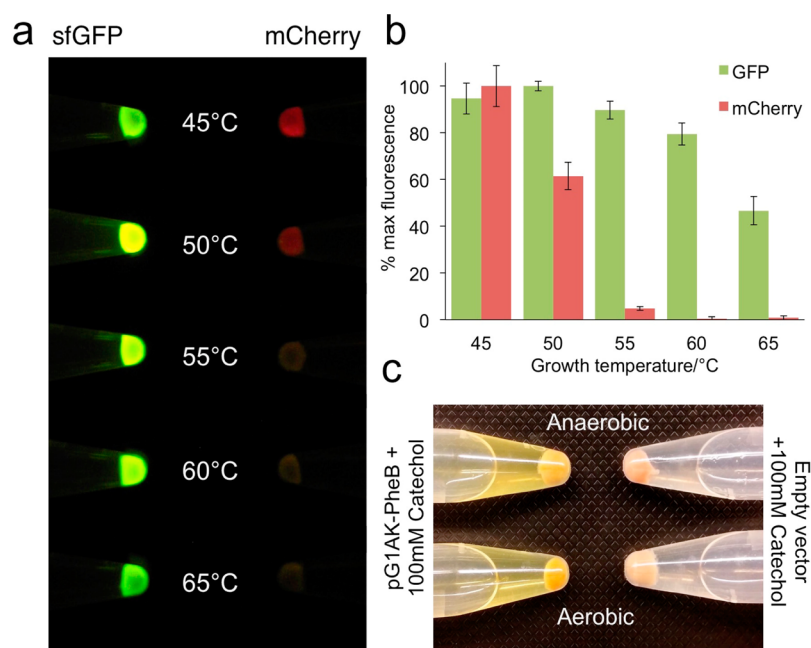 a
sfGFP
mCherry
45°C
50°C
55°C
60°C
65°C
b
% max fluorescence
100
80
60
40
20
0
GFP
mCherry
45
50
55
60
65
Growth temperature/°C
c
pG1AK-PheB +
100mM Catechol
Anaerobic
Aerobic
Empty vector
+100mM Catechol